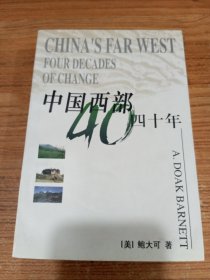 CHINA'S FAR WEST
FOUR DECADES
OF CHANGE
中国西部
40 四十年
A. DOAK BARNETT
[美] 鲍大可 著